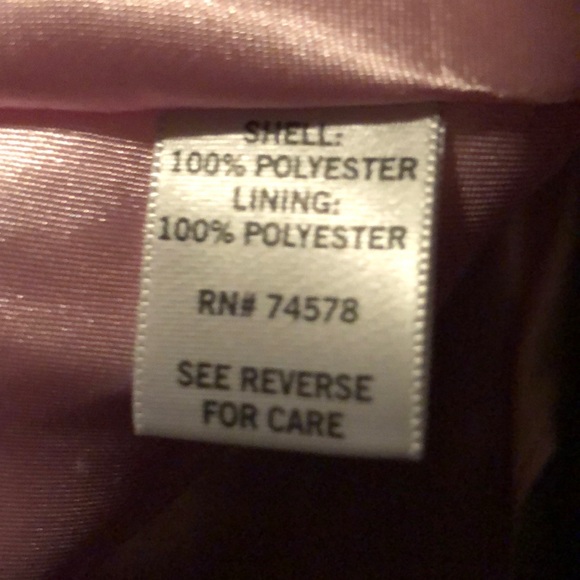 SHELL:
100% POLYESTER
LINING:
100% POLYESTER
RN# 74578
SEE REVERSE
FOR CARE